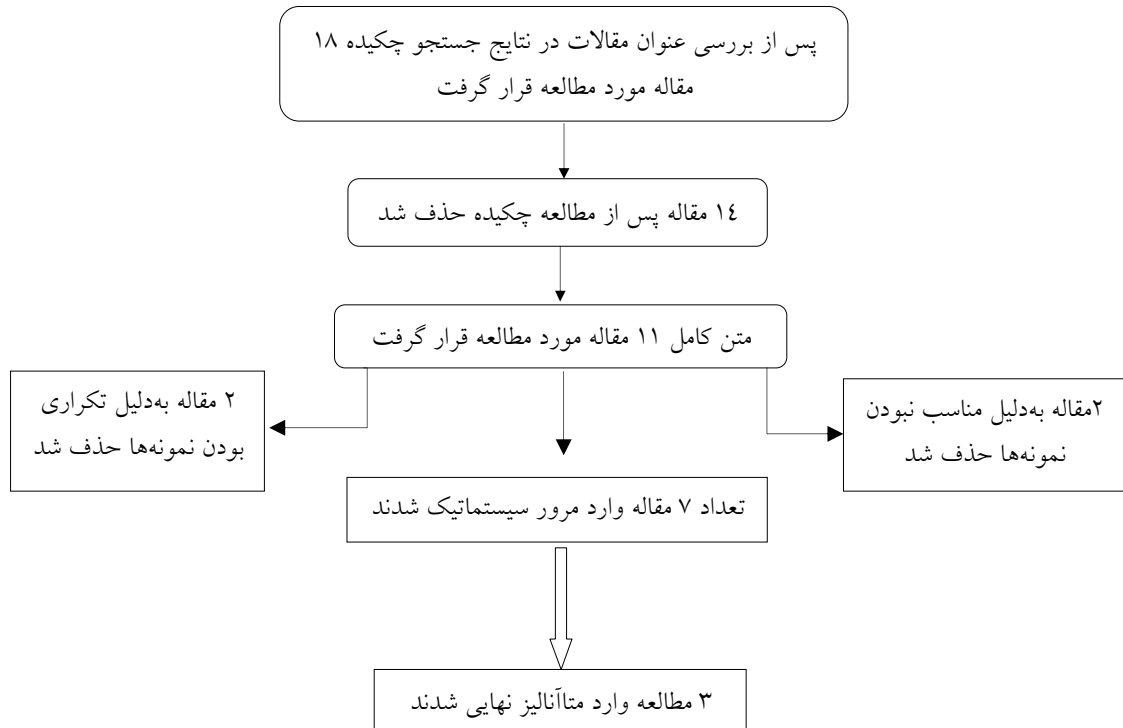 پس از بررسی عنوان مقالات در نتایج جستجو چکیده ۱۸
مقاله مورد مطالعه قرار گرفت
١٤ مقاله پس از مطالعه چکیده حذف شد
متن کامل ۱۱ مقاله مورد مطالعه قرار گرفت
۲مقاله به‌دلیل مناسب نبودن
نمونه‌ها حذف شد
۲ مقاله به‌دلیل تکراری
بودن نمونه‌ها حذف شد
تعداد ۷ مقاله وارد مرور سیستماتیک شدند
۳ مطالعه وارد متاآنالیز نهایی شدند